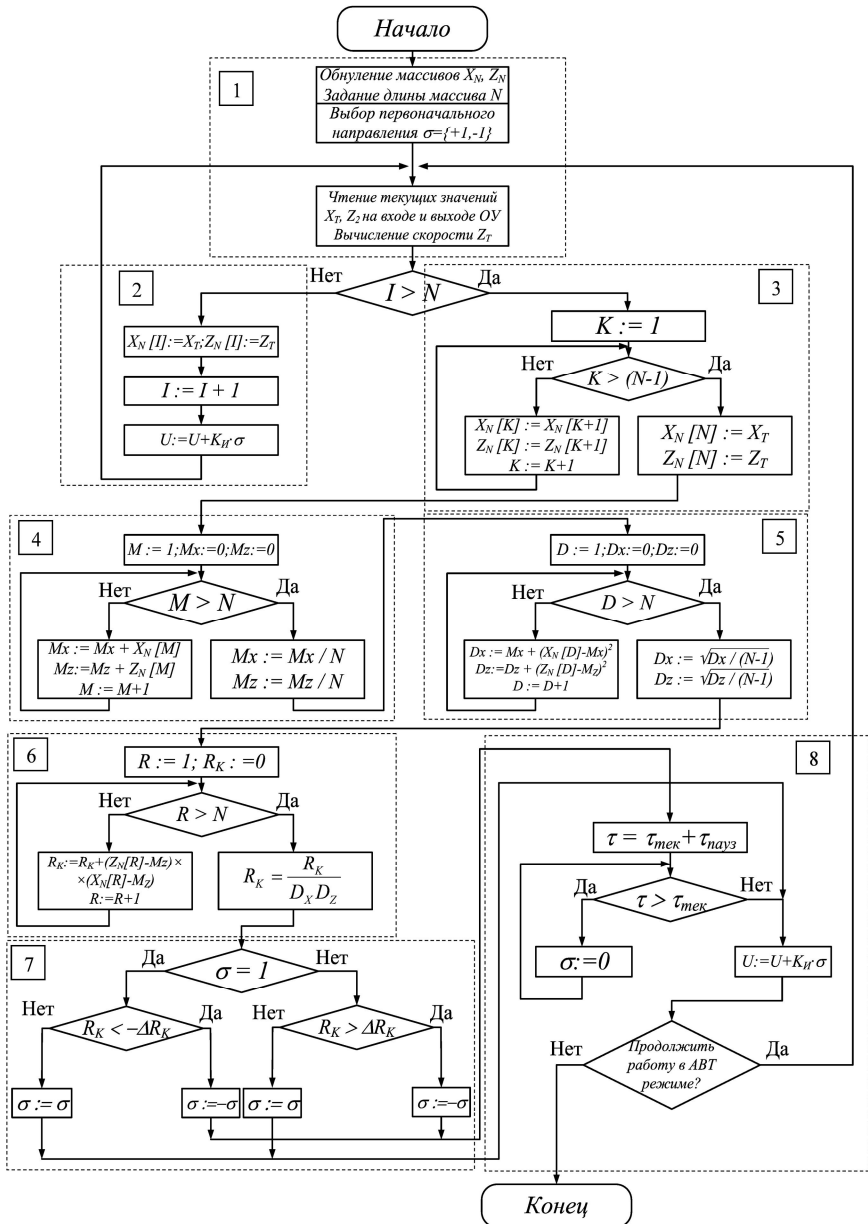 Начало
1
Обнуление массивов X_N, Z_N
Задание длины массива N
Выбор первоначального
направления σ={+1,-1}
Чтение текущих значений
X_T, Z_2 на входе и выходе ОУ
Вычисление скорости Z_T
Нет
I > N
Да
2
X_N [I]:=X_T;Z_N [I]:=Z_T
I := I + 1
U:=U+K_И·σ
3
K := 1
Нет
K > (N-1)
Да
X_N [K] := X_N [K+1]
Z_N [K] := Z_N [K+1]
K := K+1
X_N [N] := X_T
Z_N [N] := Z_T
4
M := 1;Mx:=0;Mz:=0
Нет
M > N
Да
Mx := Mx + X_N [M]
Mz:=Mz + Z_N [M]
M := M+1
Mx := Mx / N
Mz := Mz / N
5
D := 1;Dx:=0;Dz:=0
Нет
D > N
Да
Dx := Mx + (X_N [D]-Mx)²
Dz:=Dz + (Z_N [D]-M_Z)²
D := D+1
Dx := √Dx / (N-1)
Dz := √Dz / (N-1)
6
R := 1; R_K : =0
Нет
R > N
Да
R_K:=R_K+(Z_N[R]-Mz)×
×(X_N[R]-M_Z)
R:=R+1
R_K = R_K / D_X D_Z
7
Да
σ = 1
Нет
Нет
R_K < −ΔR_K
Да
Нет
R_K > ΔR_K
Да
σ := σ
σ :=−σ
σ := σ
σ :=−σ
8
τ = τ_тек + τ_пауз
Да
τ > τ_тек
Нет
σ:=0
U:=U+K_И·σ
Нет
Продолжить
работу в АВТ
режиме?
Да
Конец